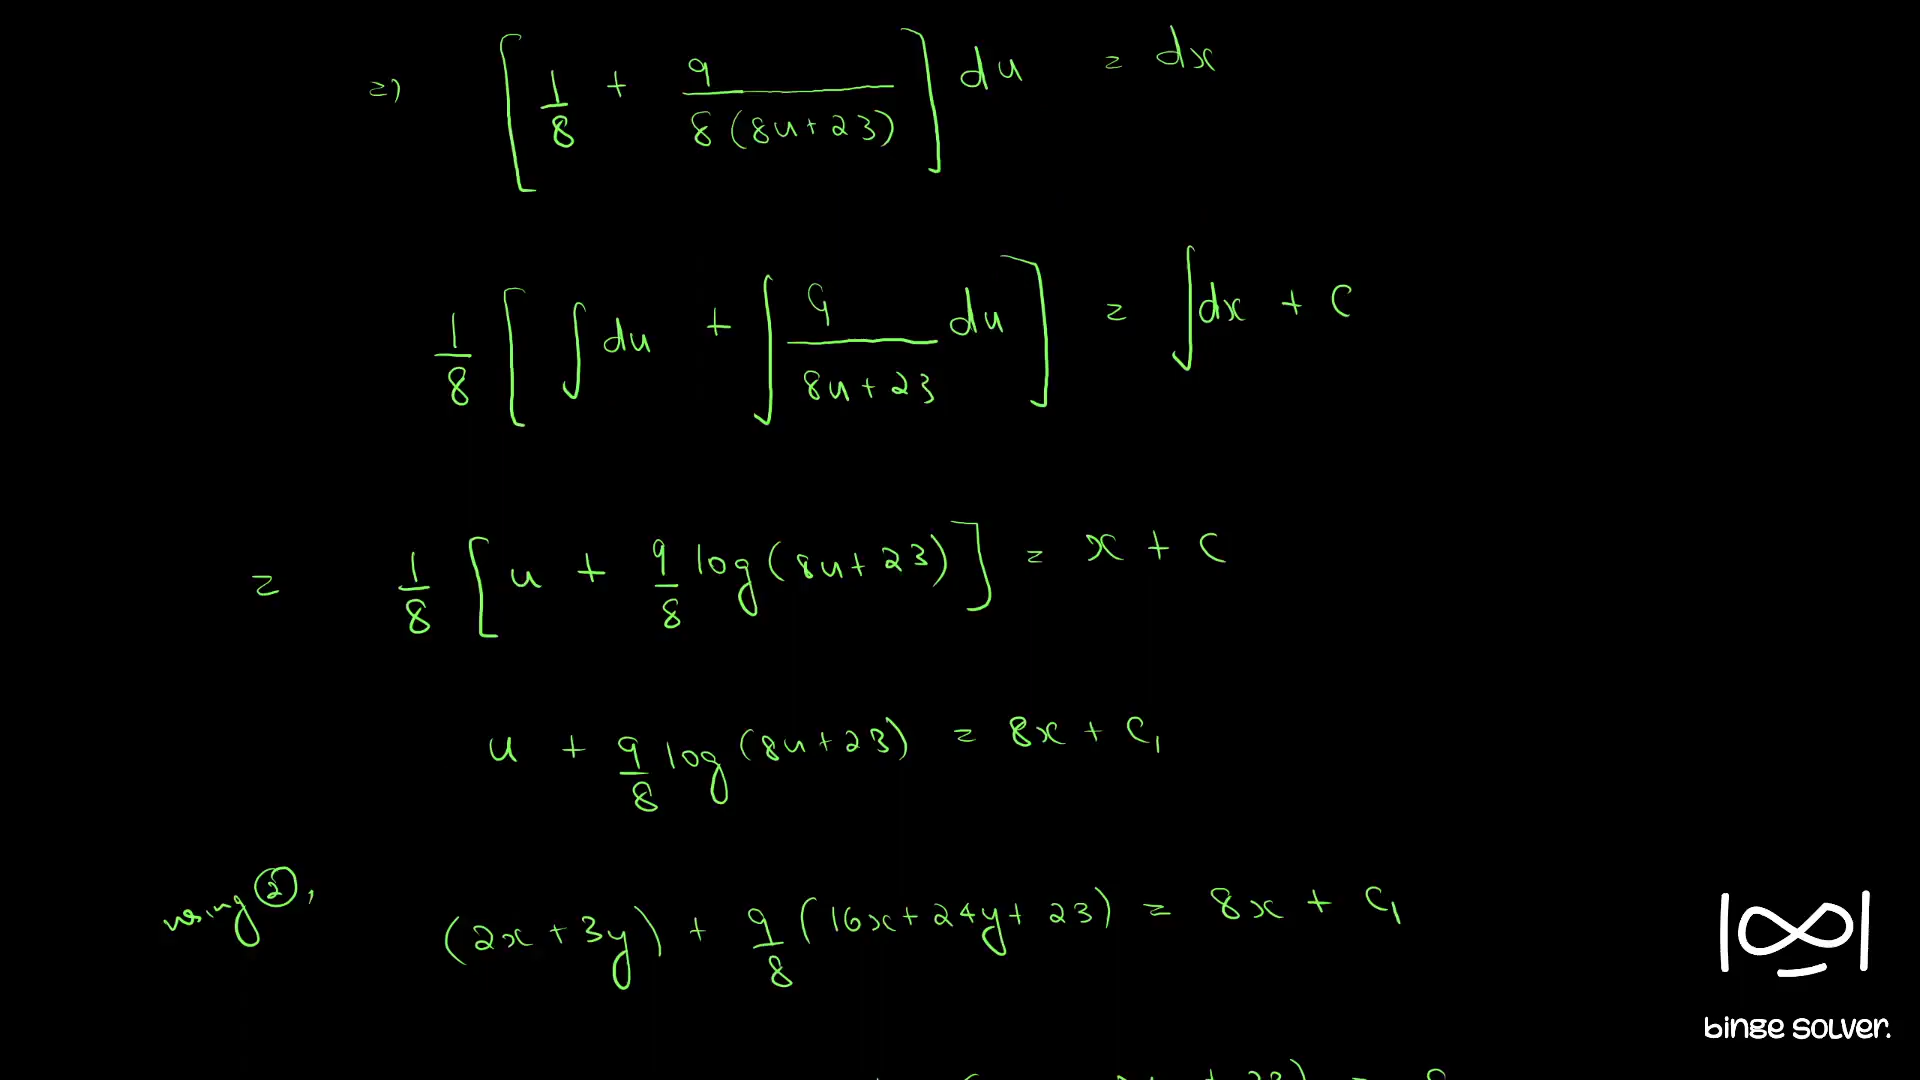 =) [ 1/8 + 9/(8(8u+23)) ] du = dx
1/8 [ ∫ du + ∫ 9/(8u+23) du ] = ∫dx + c
= 1/8 [ u + 9/8 log(8u+23) ] = x + c
u + 9/8 log(8u+23) = 8x + c₁
using ②, (2x+3y) + 9/8 (16x+24y+23) = 8x + c₁
binge solver.